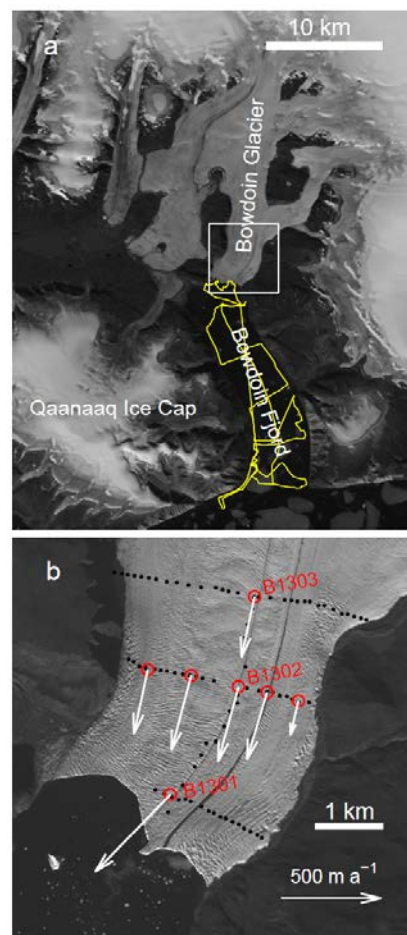 a
10 km
Bowdoin Glacier
Bowdoin Fjord
Qaanaaq Ice Cap
b
B1303
B1302
B1301
1 km
500 m a⁻¹